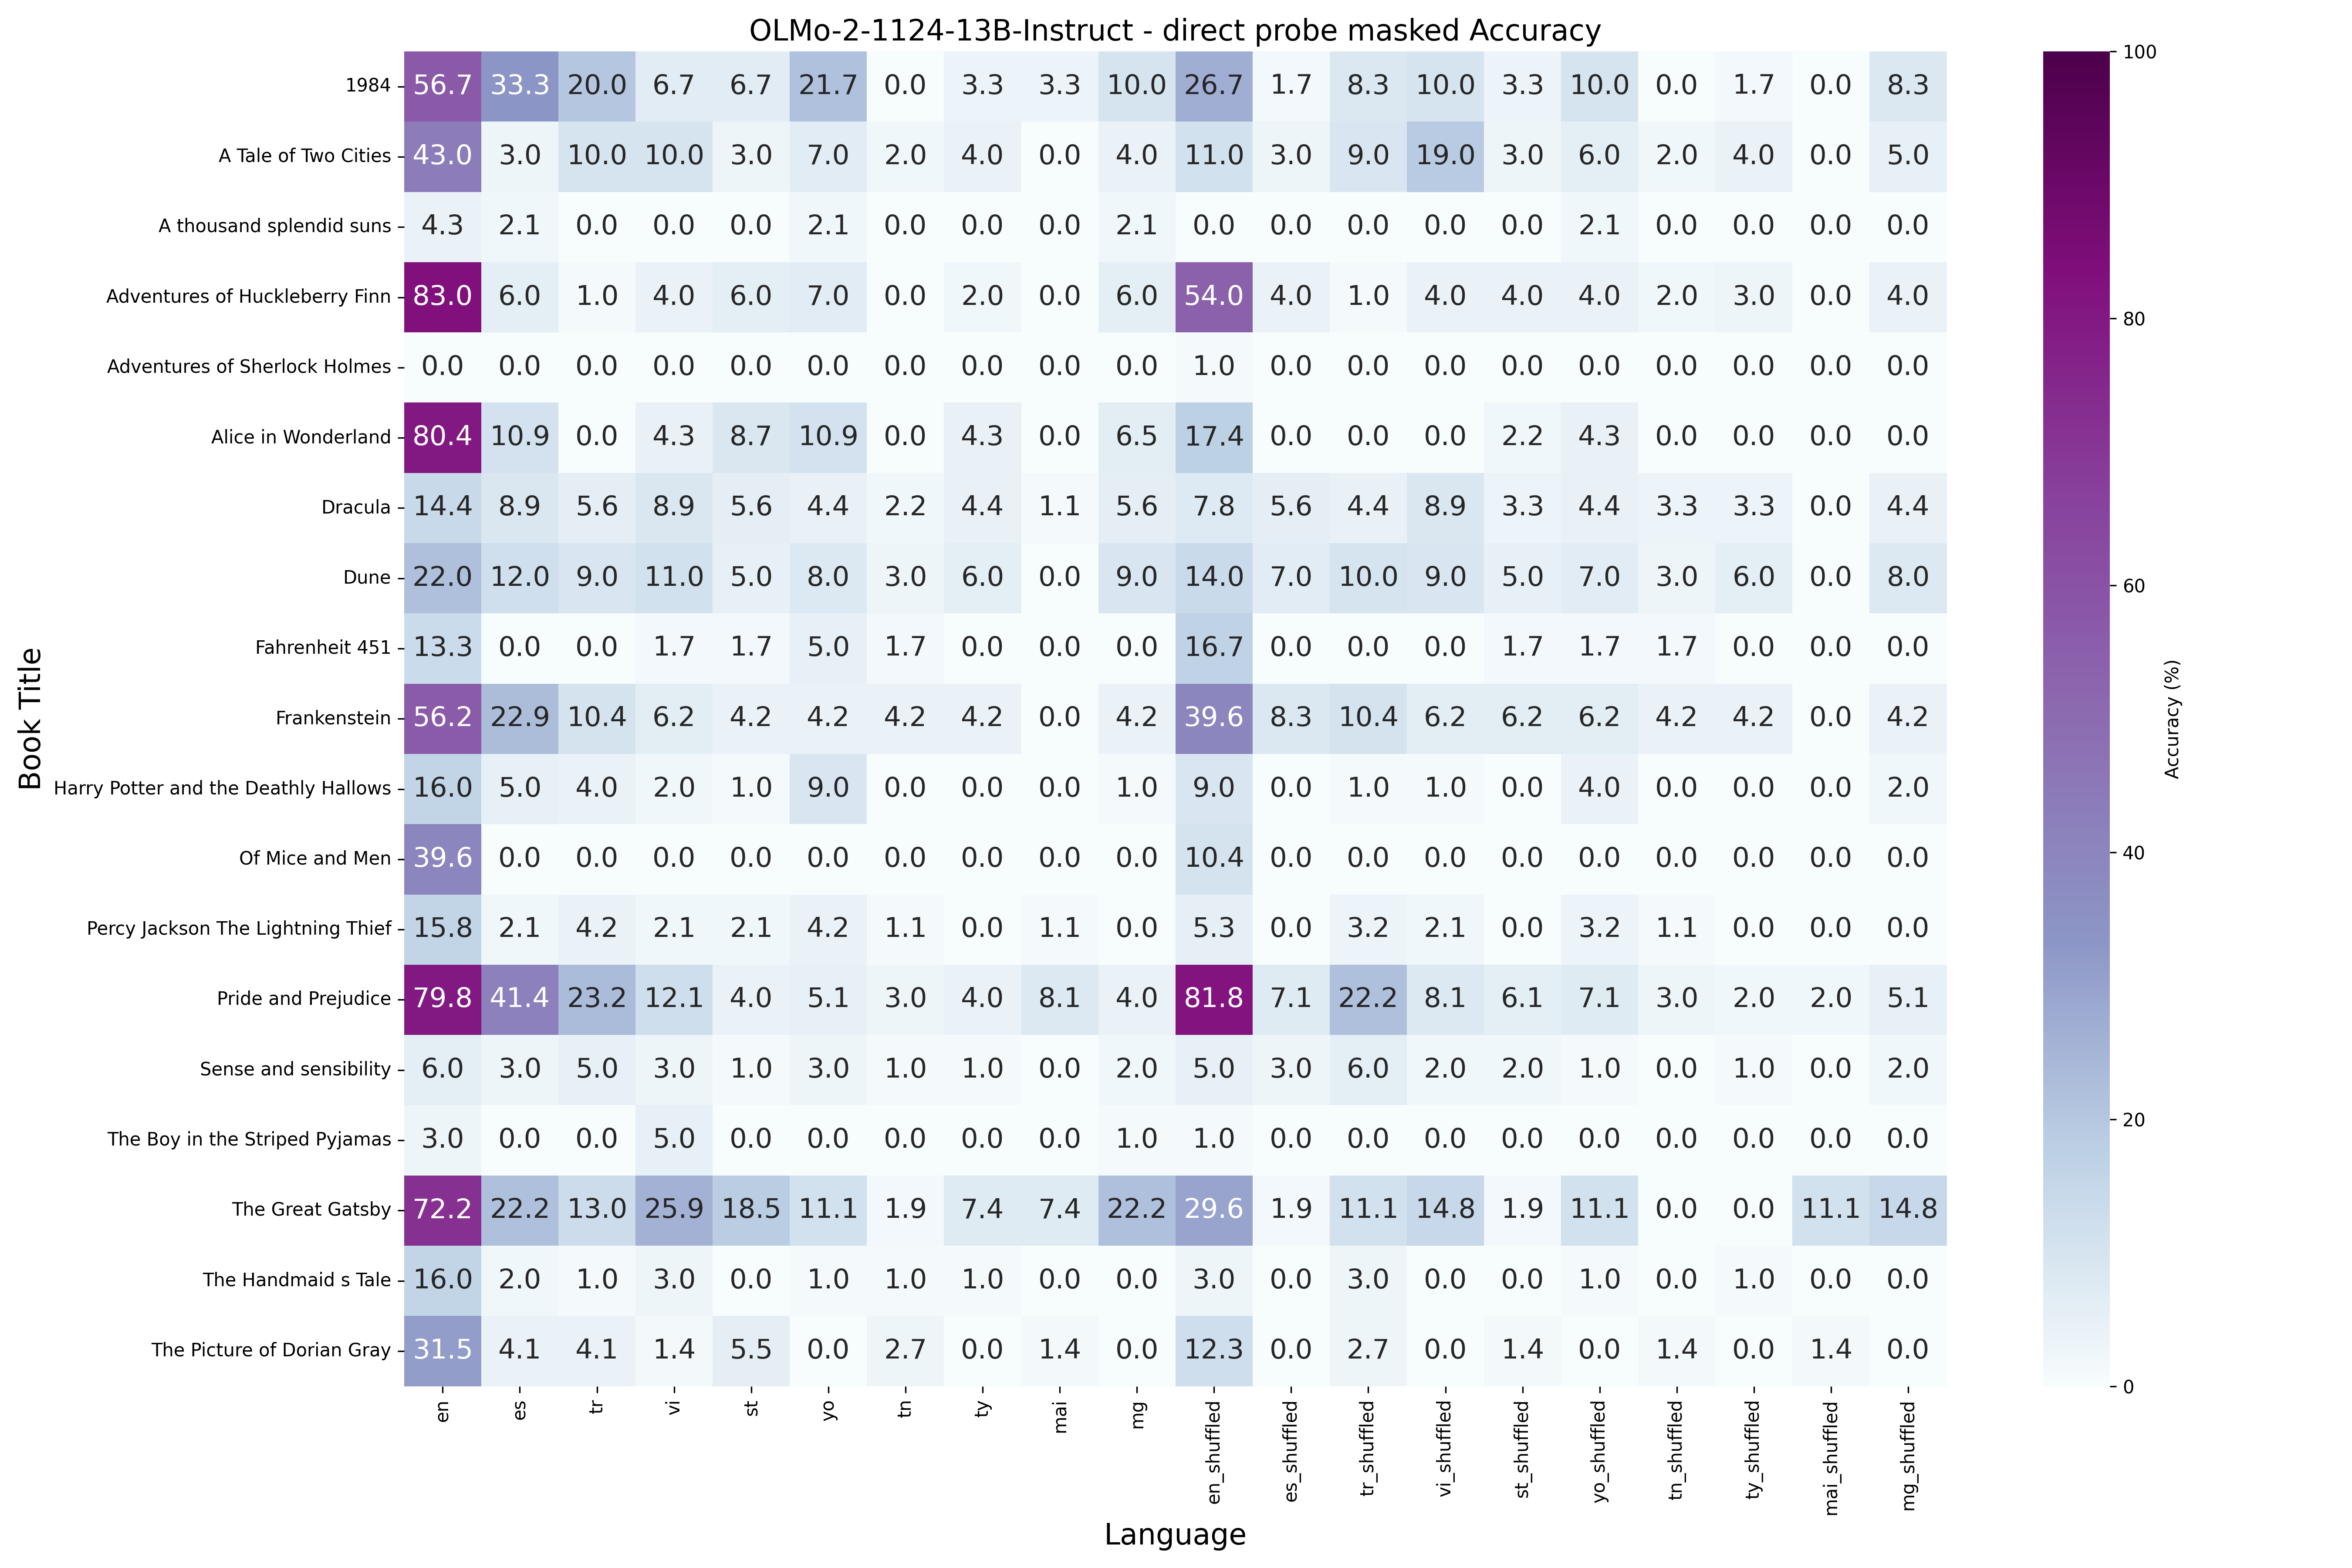 OLMo-2-1124-13B-Instruct - direct probe masked Accuracy
Book Title
1984 56.7 33.3 20.0 6.7 6.7 21.7 0.0 3.3 3.3 10.0 26.7 1.7 8.3 10.0 3.3 10.0 0.0 1.7 0.0 8.3
A Tale of Two Cities 43.0 3.0 10.0 10.0 3.0 7.0 2.0 4.0 0.0 4.0 11.0 3.0 9.0 19.0 3.0 6.0 2.0 4.0 0.0 5.0
A thousand splendid suns 4.3 2.1 0.0 0.0 0.0 2.1 0.0 0.0 0.0 2.1 0.0 0.0 0.0 0.0 0.0 2.1 0.0 0.0 0.0 0.0
Adventures of Huckleberry Finn 83.0 6.0 1.0 4.0 6.0 7.0 0.0 2.0 0.0 6.0 54.0 4.0 1.0 4.0 4.0 4.0 2.0 3.0 0.0 4.0
Adventures of Sherlock Holmes 0.0 0.0 0.0 0.0 0.0 0.0 0.0 0.0 0.0 0.0 1.0 0.0 0.0 0.0 0.0 0.0 0.0 0.0 0.0 0.0
Alice in Wonderland 80.4 10.9 0.0 4.3 8.7 10.9 0.0 4.3 0.0 6.5 17.4 0.0 0.0 0.0 2.2 4.3 0.0 0.0 0.0 0.0
Dracula 14.4 8.9 5.6 8.9 5.6 4.4 2.2 4.4 1.1 5.6 7.8 5.6 4.4 8.9 3.3 4.4 3.3 3.3 0.0 4.4
Dune 22.0 12.0 9.0 11.0 5.0 8.0 3.0 6.0 0.0 9.0 14.0 7.0 10.0 9.0 5.0 7.0 3.0 6.0 0.0 8.0
Fahrenheit 451 13.3 0.0 0.0 1.7 1.7 5.0 1.7 0.0 0.0 0.0 16.7 0.0 0.0 0.0 1.7 1.7 1.7 0.0 0.0 0.0
Frankenstein 56.2 22.9 10.4 6.2 4.2 4.2 4.2 4.2 0.0 4.2 39.6 8.3 10.4 6.2 6.2 6.2 4.2 4.2 0.0 4.2
Harry Potter and the Deathly Hallows 16.0 5.0 4.0 2.0 1.0 9.0 0.0 0.0 0.0 1.0 9.0 0.0 1.0 1.0 0.0 4.0 0.0 0.0 0.0 2.0
Of Mice and Men 39.6 0.0 0.0 0.0 0.0 0.0 0.0 0.0 0.0 0.0 10.4 0.0 0.0 0.0 0.0 0.0 0.0 0.0 0.0 0.0
Percy Jackson The Lightning Thief 15.8 2.1 4.2 2.1 2.1 4.2 1.1 0.0 1.1 0.0 5.3 0.0 3.2 2.1 0.0 3.2 1.1 0.0 0.0 0.0
Pride and Prejudice 79.8 41.4 23.2 12.1 4.0 5.1 3.0 4.0 8.1 4.0 81.8 7.1 22.2 8.1 6.1 7.1 3.0 2.0 2.0 5.1
Sense and sensibility 6.0 3.0 5.0 3.0 1.0 3.0 1.0 1.0 0.0 2.0 5.0 3.0 6.0 2.0 2.0 1.0 0.0 1.0 0.0 2.0
The Boy in the Striped Pyjamas 3.0 0.0 0.0 5.0 0.0 0.0 0.0 0.0 0.0 1.0 1.0 0.0 0.0 0.0 0.0 0.0 0.0 0.0 0.0 0.0
The Great Gatsby 72.2 22.2 13.0 25.9 18.5 11.1 1.9 7.4 7.4 22.2 29.6 1.9 11.1 14.8 1.9 11.1 0.0 0.0 11.1 14.8
The Handmaid s Tale 16.0 2.0 1.0 3.0 0.0 1.0 1.0 1.0 0.0 0.0 3.0 0.0 3.0 0.0 0.0 1.0 0.0 1.0 0.0 0.0
The Picture of Dorian Gray 31.5 4.1 4.1 1.4 5.5 0.0 2.7 0.0 1.4 0.0 12.3 0.0 2.7 0.0 1.4 0.0 1.4 0.0 1.4 0.0
en es tr vi st yo tn ty mai mg en_shuffled es_shuffled tr_shuffled vi_shuffled st_shuffled yo_shuffled tn_shuffled ty_shuffled mai_shuffled mg_shuffled
Language
100
80
60
40
20
0
Accuracy (%)